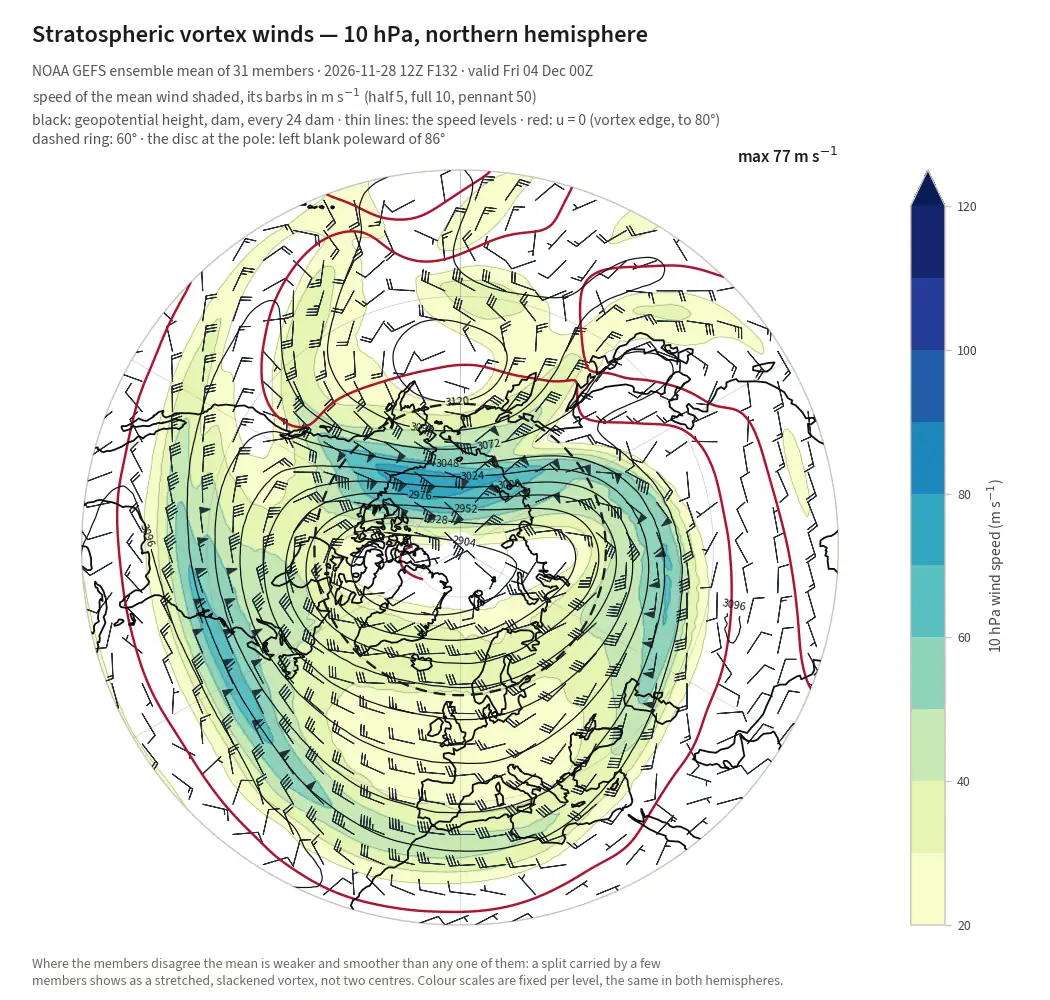 Stratospheric vortex winds — 10 hPa, northern hemisphere
NOAA GEFS ensemble mean of 31 members · 2026-11-28 12Z F132 · valid Fri 04 Dec 00Z
speed of the mean wind shaded, its barbs in m s⁻¹ (half 5, full 10, pennant 50)
black: geopotential height, dam, every 24 dam · thin lines: the speed levels · red: u = 0 (vortex edge, to 80°)
dashed ring: 60° · the disc at the pole: left blank poleward of 86°
max 77 m s⁻¹
120
100
80
60
40
20
10 hPa wind speed (m s⁻¹)
3120
3072
3048
3024
2976
2952
2904
3096
3096
Where the members disagree the mean is weaker and smoother than any one of them: a split carried by a few
members shows as a stretched, slackened vortex, not two centres. Colour scales are fixed per level, the same in both hemispheres.